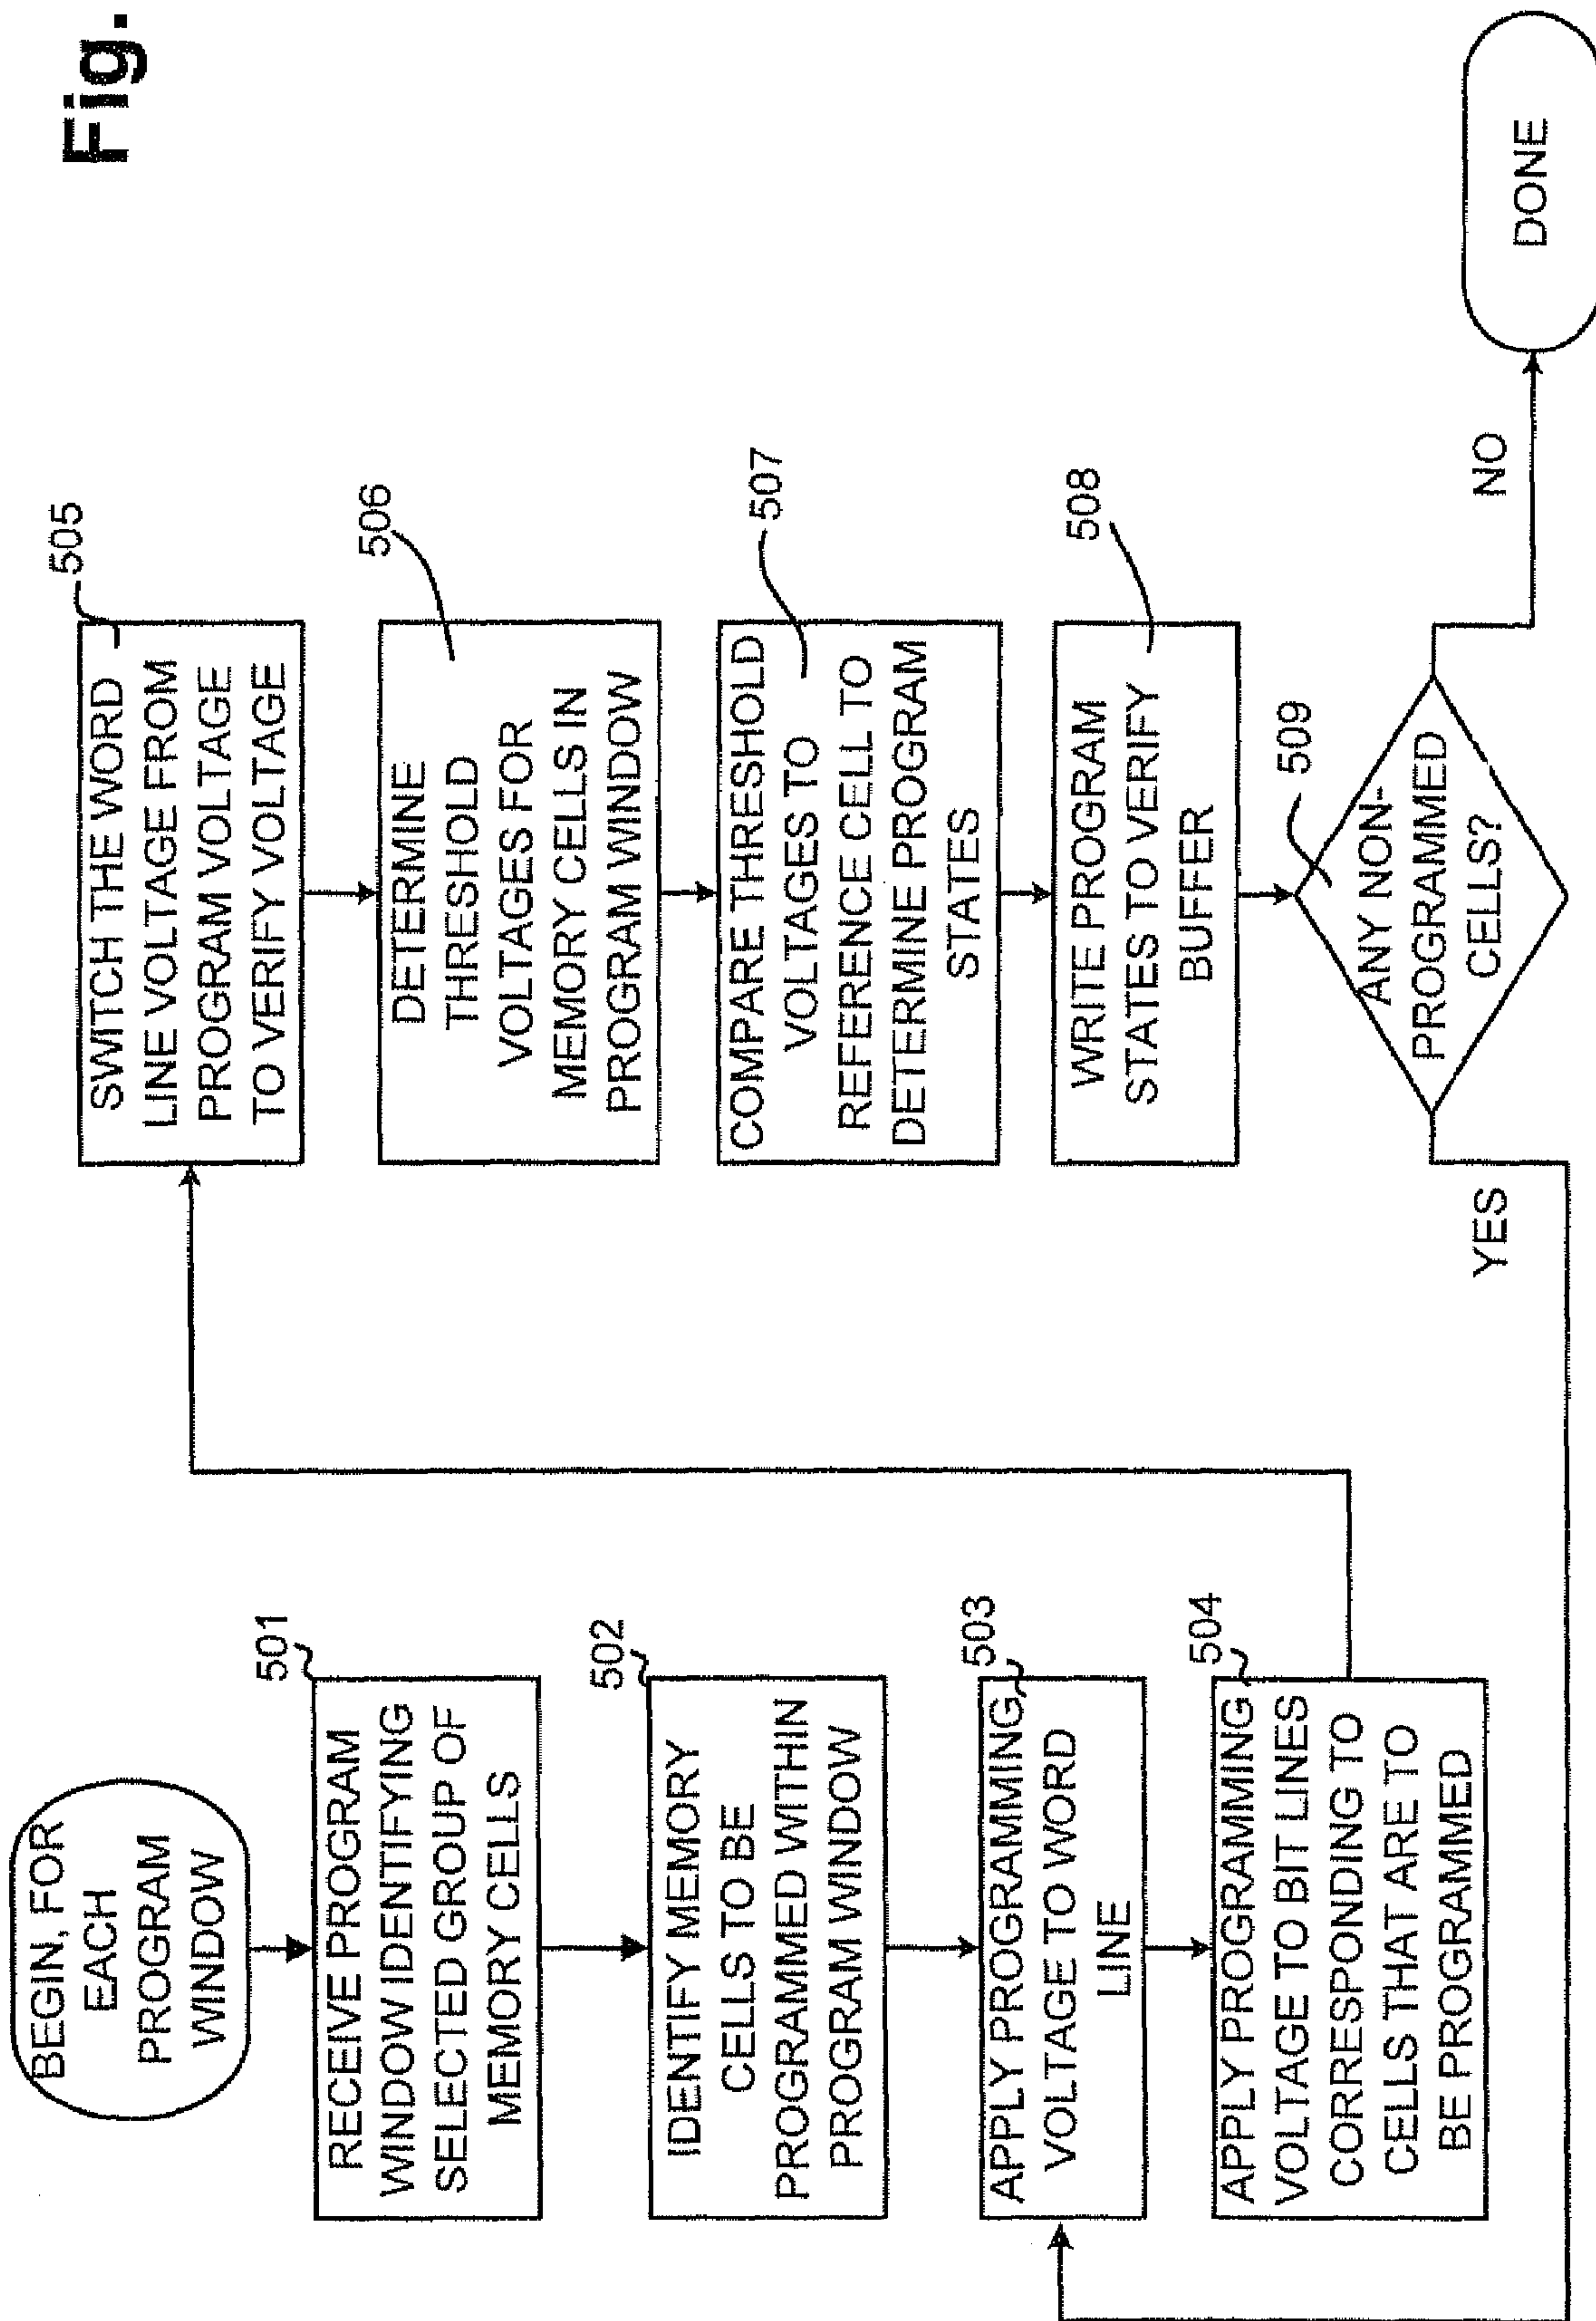 Fig.
BEGIN, FOR
EACH
PROGRAM
WINDOW
501
RECEIVE PROGRAM
WINDOW IDENTIFYING
SELECTED GROUP OF
MEMORY CELLS
502
IDENTIFY MEMORY
CELLS TO BE
PROGRAMMED WITHIN
PROGRAM WINDOW
503
APPLY PROGRAMMING
VOLTAGE TO WORD
LINE
504
APPLY PROGRAMMING
VOLTAGE TO BIT LINES
CORRESPONDING TO
CELLS THAT ARE TO
BE PROGRAMMED
505
SWITCH THE WORD
LINE VOLTAGE FROM
PROGRAM VOLTAGE
TO VERIFY VOLTAGE
506
DETERMINE
THRESHOLD
VOLTAGES FOR
MEMORY CELLS IN
PROGRAM WINDOW
507
COMPARE THRESHOLD
VOLTAGES TO
REFERENCE CELL TO
DETERMINE PROGRAM
STATES
508
WRITE PROGRAM
STATES TO VERIFY
BUFFER
509
ANY NON-
PROGRAMMED
CELLS?
YES
NO
DONE